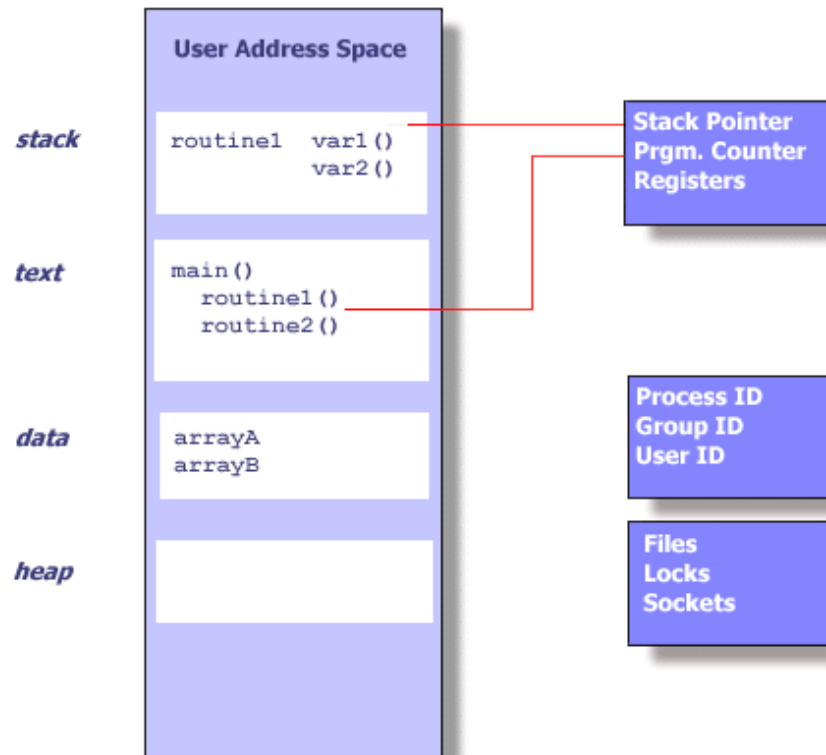 User Address Space
stack
routine1 var1()
var2()
text
main()
routine1()
routine2()
data
arrayA
arrayB
heap
Stack Pointer
Prgm. Counter
Registers
Process ID
Group ID
User ID
Files
Locks
Sockets